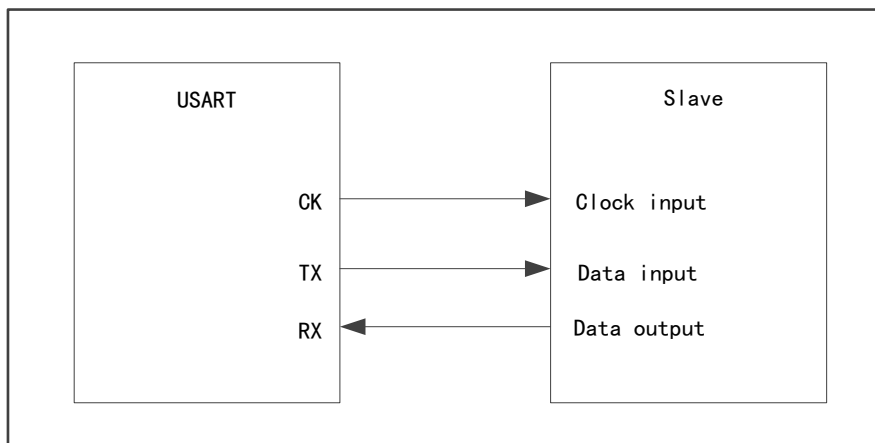 USART
Slave
CK
Clock input
TX
Data input
RX
Data output